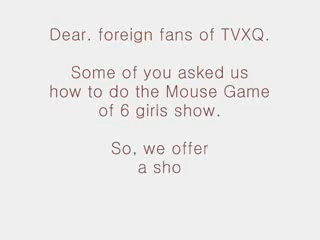 Dear. foreign fans of TVXQ.
Some of you asked us
how to do the Mouse Game
of 6 girls show.
So, we offer
a sho